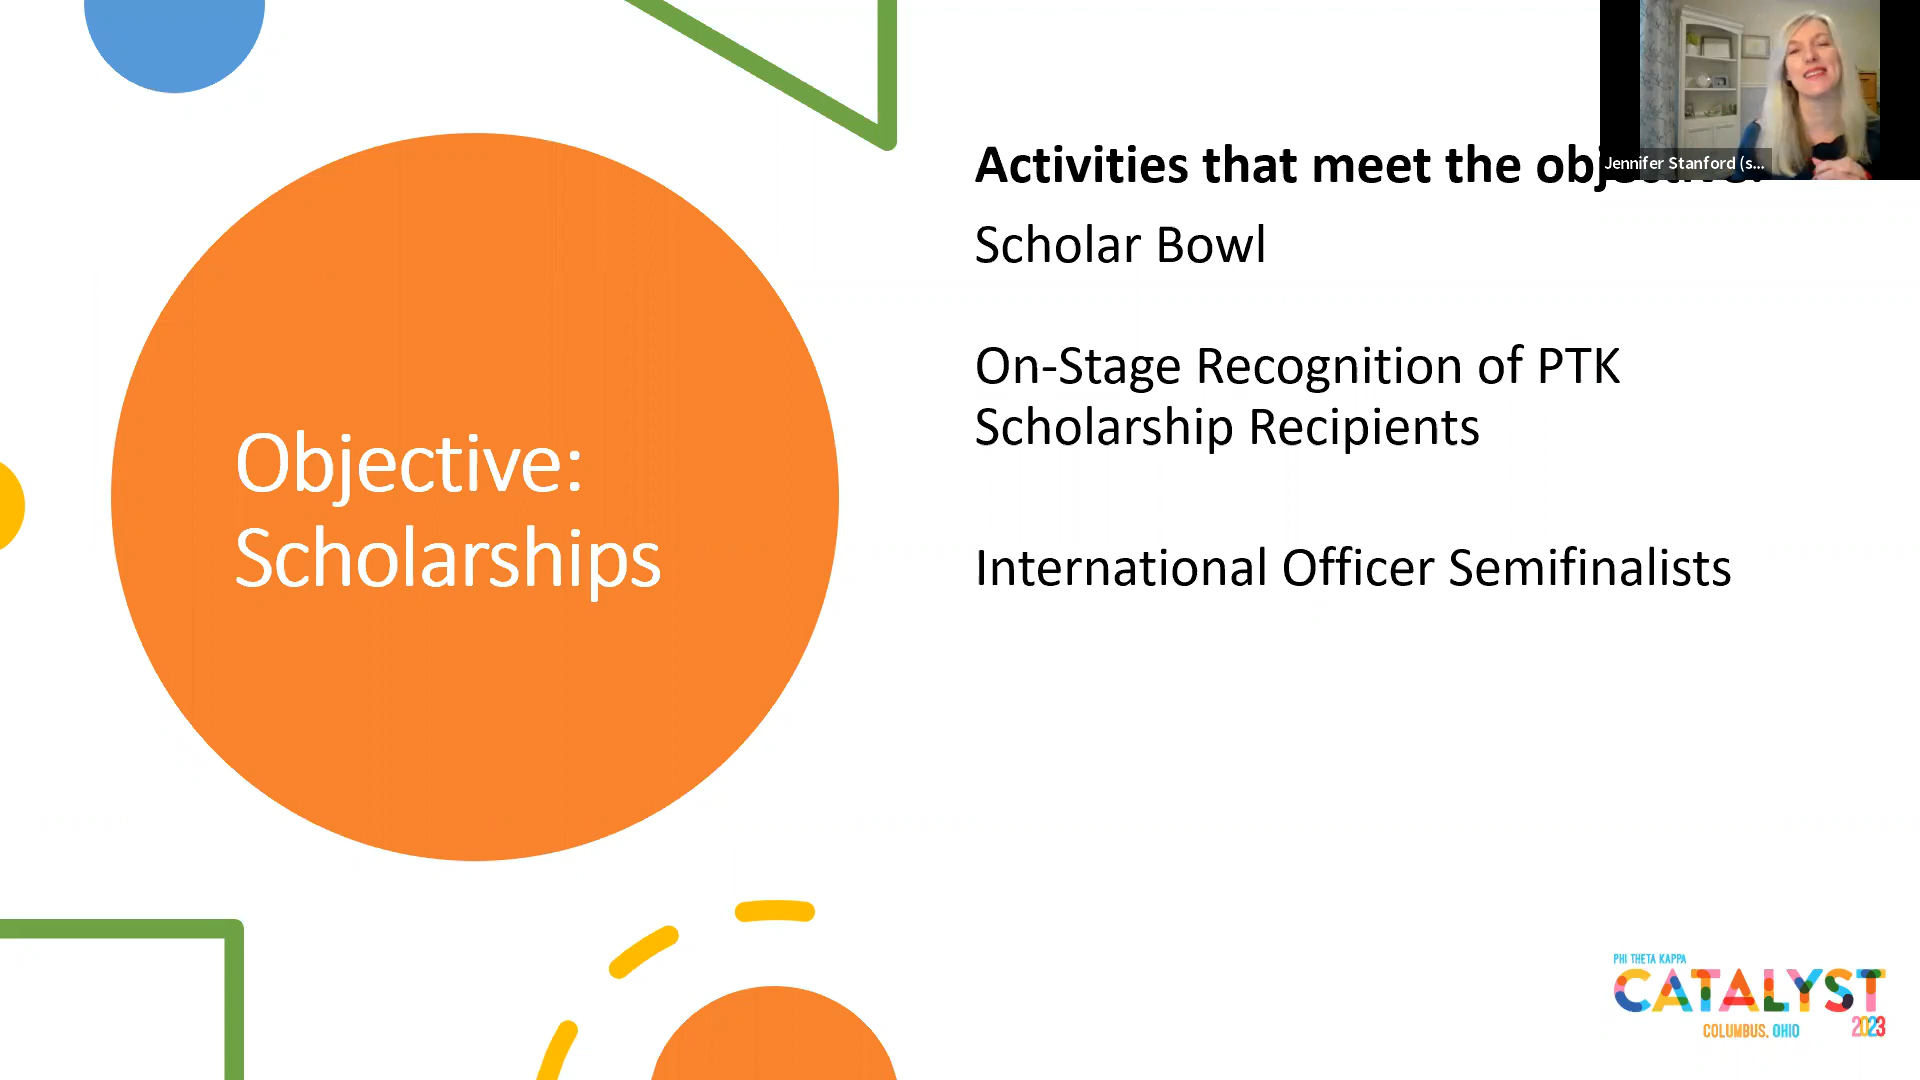 Activities that meet the
Jennifer Stanford (s...
Scholar Bowl
On-Stage Recognition of PTK
Scholarship Recipients
International Officer Semifinalists
Objective:
Scholarships
PHI THETA KAPPA
CATALYST
COLUMBUS, OHIO 2023